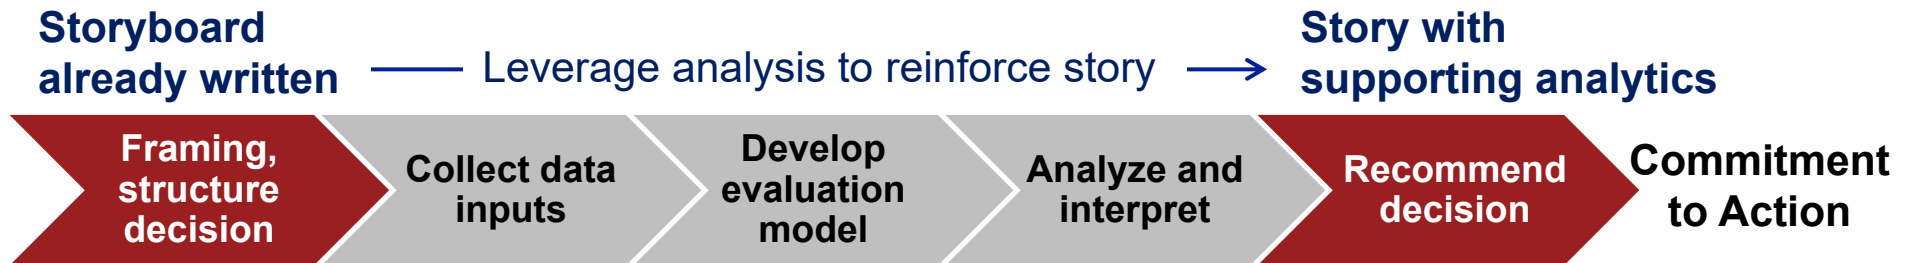 Storyboard
already written
Leverage analysis to reinforce story
Story with
supporting analytics
Framing,
structure
decision
Collect data
inputs
Develop
evaluation
model
Analyze and
interpret
Recommend
decision
Commitment
to Action